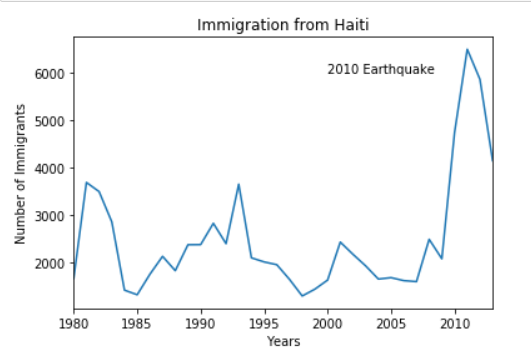 Immigration from Haiti
2010 Earthquake
6000
5000
4000
3000
2000
Number of Immigrants
1980 1985 1990 1995 2000 2005 2010
Years